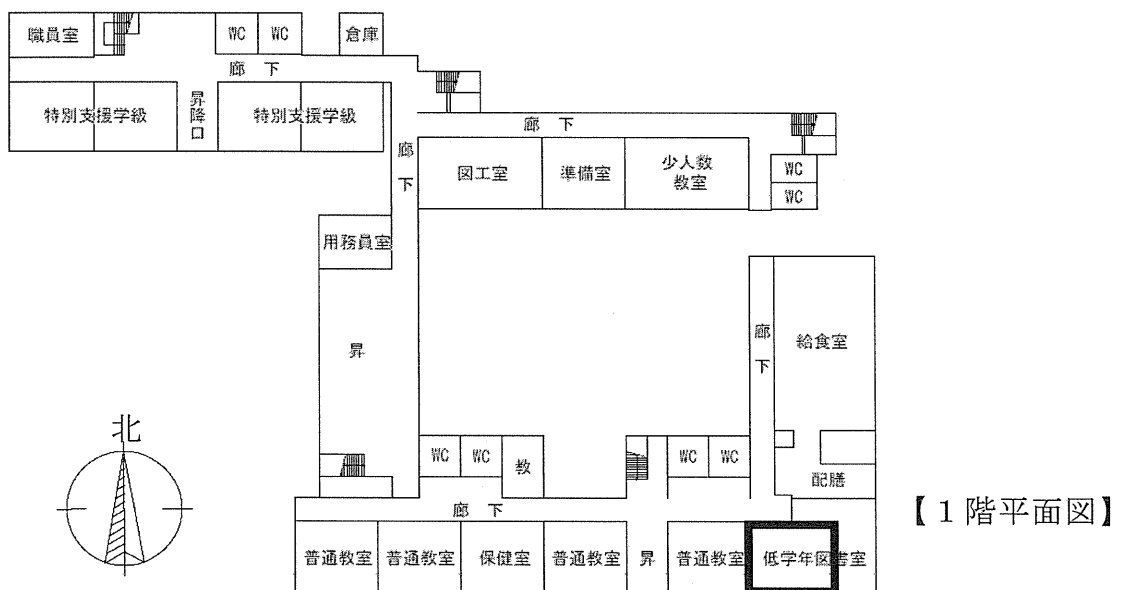 職員室
WC
WC
倉庫
廊 下
特別支援学級
昇降口
特別支援学級
廊 下
廊下
図工室
準備室
少人数
教室
WC
WC
用務員室
昇
廊下
給食室
北
WC
WC
教
WC
WC
配膳
廊 下
【1階平面図】
普通教室
普通教室
保健室
普通教室
昇
普通教室
低学年図書室